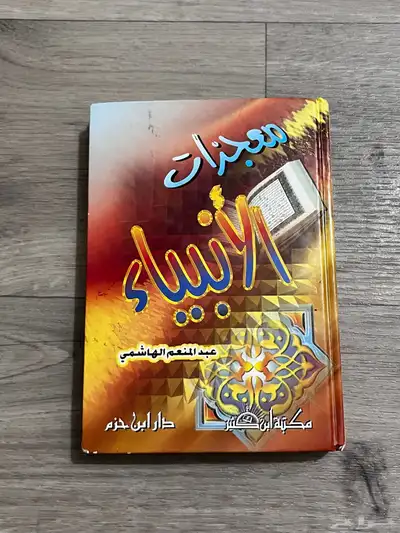 معجزات
الأنبياء
عبد المنعم الهاشمي
مكتبة ابن كثير
دار ابن حزم